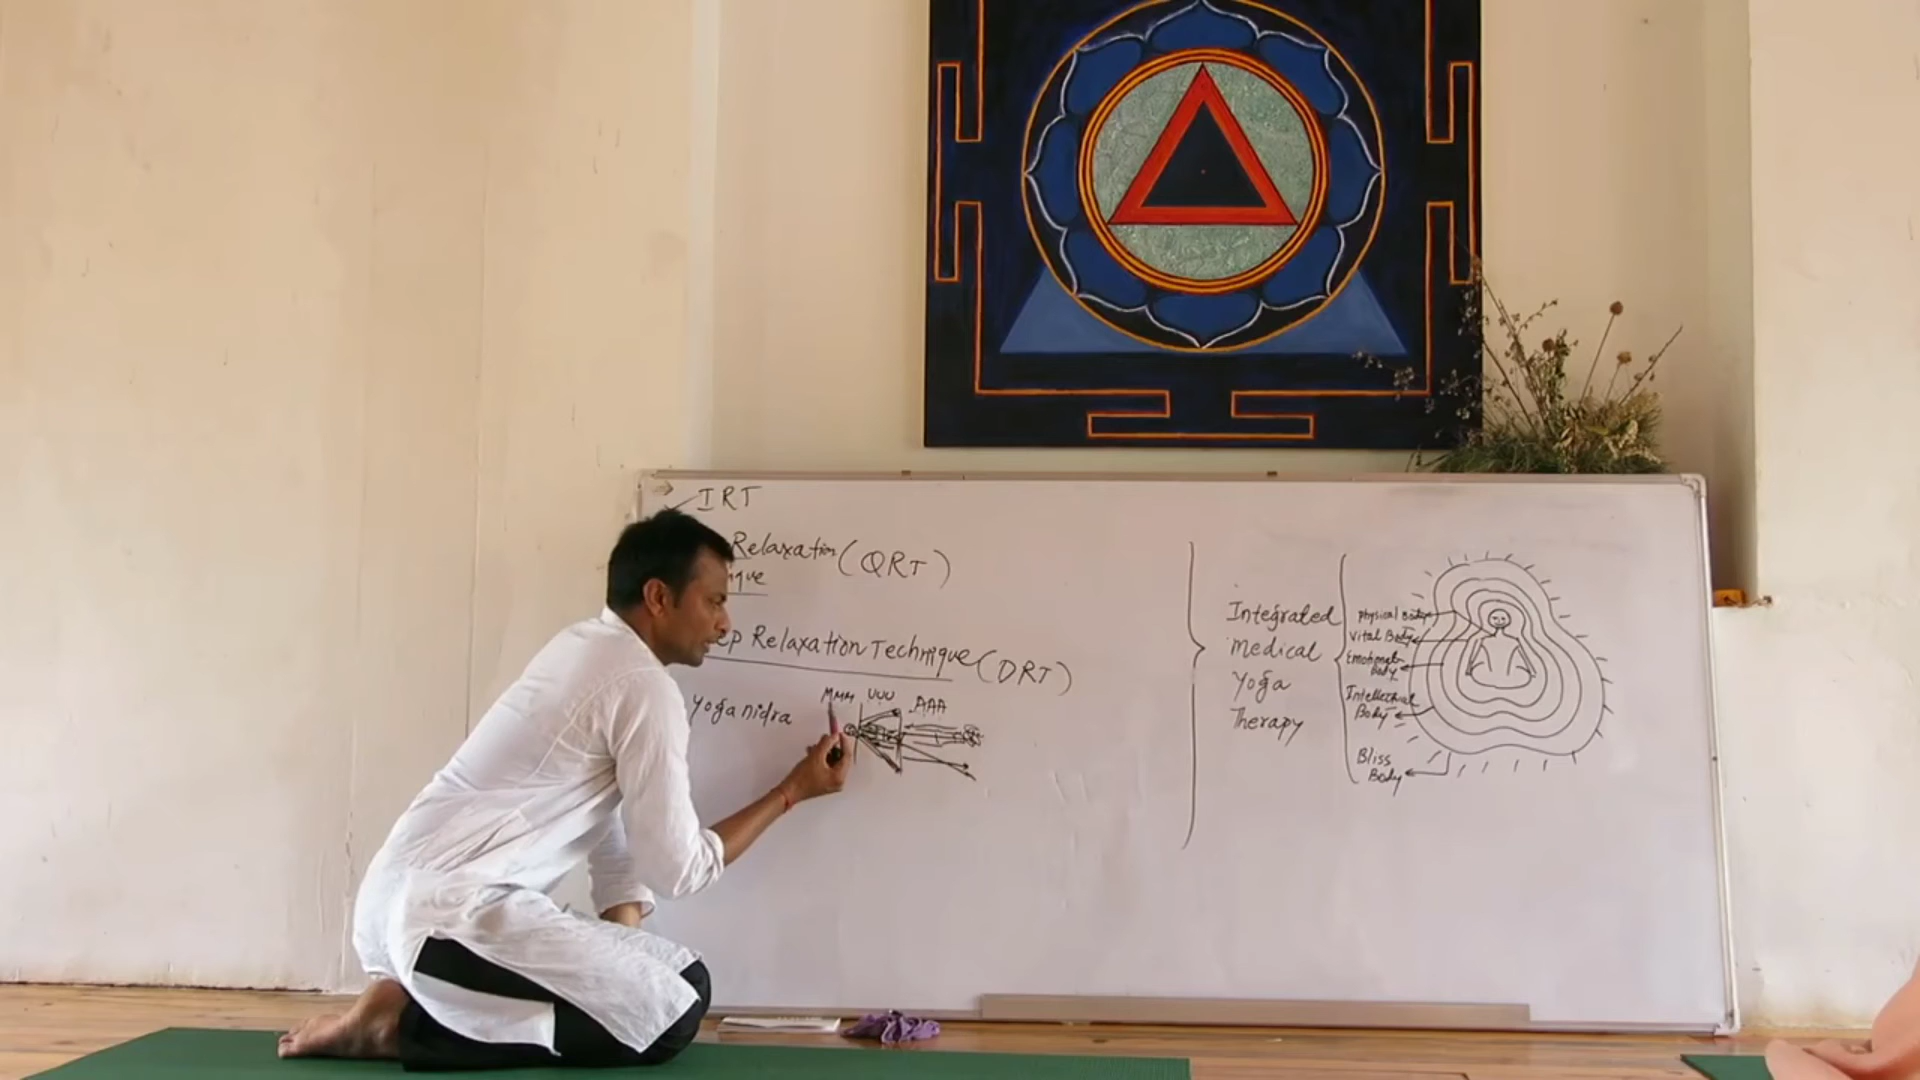 IRT
Relaxation (QRT)
ique
ep Relaxation Technique (DRT)
Yoga nidra
MMM UUU AAA
Integrated
Medical
Yoga
Therapy
Physical Body
Vital Body
Emotional
Body
Intellectual
Body
Bliss
Body